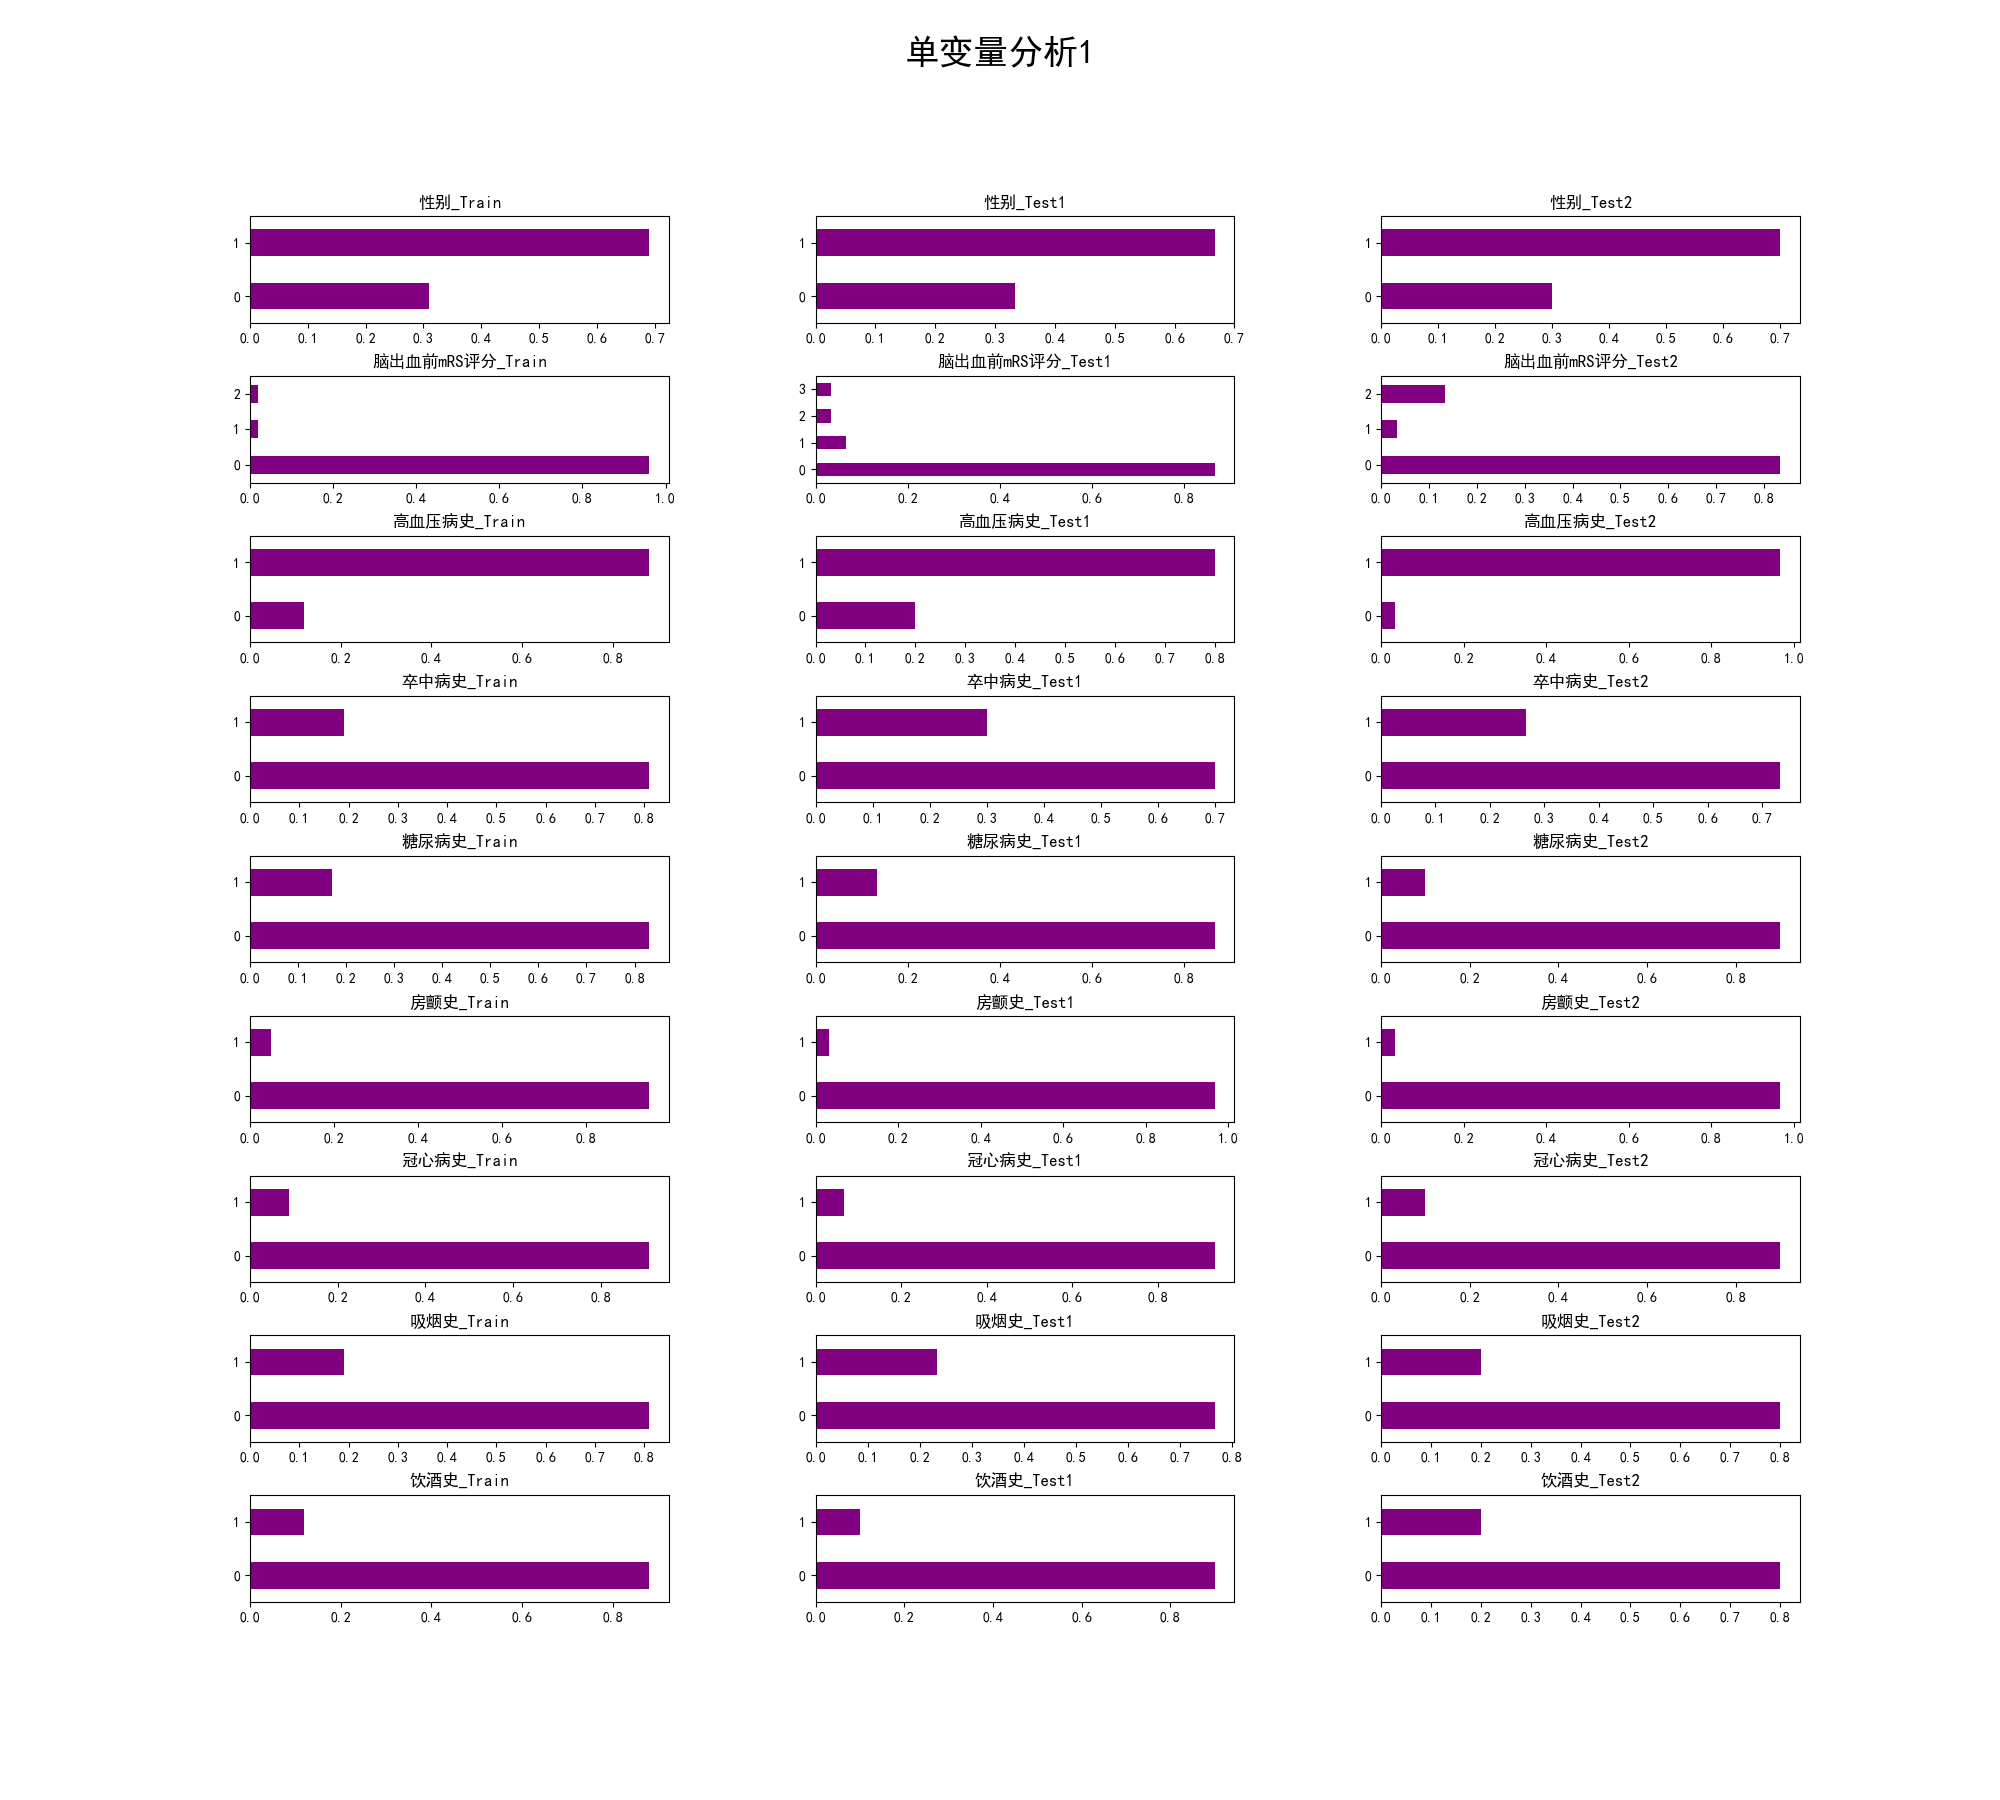 单变量分析1
性别_Train 性别_Test1 性别_Test2
1 1 1
0 0 0
0.0 0.1 0.2 0.3 0.4 0.5 0.6 0.7 0.0 0.1 0.2 0.3 0.4 0.5 0.6 0.7 0.0 0.1 0.2 0.3 0.4 0.5 0.6 0.7
脑出血前mRS评分_Train 脑出血前mRS评分_Test1 脑出血前mRS评分_Test2
2 3 2
1 2 1
0 1 0
0
0.0 0.2 0.4 0.6 0.8 1.0 0.0 0.2 0.4 0.6 0.8 0.0 0.1 0.2 0.3 0.4 0.5 0.6 0.7 0.8
高血压病史_Train 高血压病史_Test1 高血压病史_Test2
1 1 1
0 0 0
0.0 0.2 0.4 0.6 0.8 0.0 0.1 0.2 0.3 0.4 0.5 0.6 0.7 0.8 0.0 0.2 0.4 0.6 0.8 1.0
卒中病史_Train 卒中病史_Test1 卒中病史_Test2
1 1 1
0 0 0
0.0 0.1 0.2 0.3 0.4 0.5 0.6 0.7 0.8 0.0 0.1 0.2 0.3 0.4 0.5 0.6 0.7 0.0 0.1 0.2 0.3 0.4 0.5 0.6 0.7
糖尿病史_Train 糖尿病史_Test1 糖尿病史_Test2
1 1 1
0 0 0
0.0 0.1 0.2 0.3 0.4 0.5 0.6 0.7 0.8 0.0 0.2 0.4 0.6 0.8 0.0 0.2 0.4 0.6 0.8
房颤史_Train 房颤史_Test1 房颤史_Test2
1 1 1
0 0 0
0.0 0.2 0.4 0.6 0.8 0.0 0.2 0.4 0.6 0.8 1.0 0.0 0.2 0.4 0.6 0.8 1.0
冠心病史_Train 冠心病史_Test1 冠心病史_Test2
1 1 1
0 0 0
0.0 0.2 0.4 0.6 0.8 0.0 0.2 0.4 0.6 0.8 0.0 0.2 0.4 0.6 0.8
吸烟史_Train 吸烟史_Test1 吸烟史_Test2
1 1 1
0 0 0
0.0 0.1 0.2 0.3 0.4 0.5 0.6 0.7 0.8 0.0 0.1 0.2 0.3 0.4 0.5 0.6 0.7 0.8 0.0 0.1 0.2 0.3 0.4 0.5 0.6 0.7 0.8
饮酒史_Train 饮酒史_Test1 饮酒史_Test2
1 1 1
0 0 0
0.0 0.2 0.4 0.6 0.8 0.0 0.2 0.4 0.6 0.8 0.0 0.1 0.2 0.3 0.4 0.5 0.6 0.7 0.8